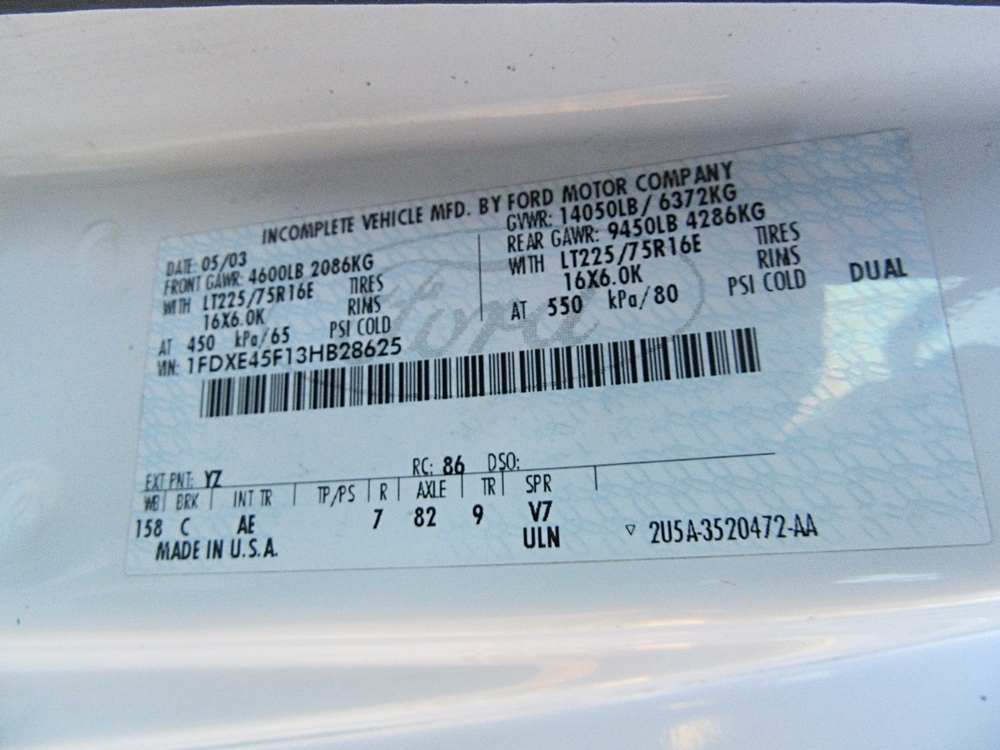 INCOMPLETE VEHICLE MFD. BY FORD MOTOR COMPANY
DATE: 05/03
FRONT GAWR: 4600LB 2086KG
WITH LT225/75R16E TIRES
16X6.0K RIMS
AT 450 kPa/65 PSI COLD
GVWR: 14050LB / 6372KG
REAR GAWR: 9450LB 4286KG
WITH LT225/75R16E TIRES
16X6.0K RIMS DUAL
AT 550 kPa/80 PSI COLD
VIN: 1FDXE45F13HB28625
Ford
EXT PNT: YZ RC: 86 DSO:
WB BRK INT TR TP/PS R AXLE TR SPR
158 C AE 7 82 9 V7
ULN
MADE IN U.S.A.
▽ 2U5A-3520472-AA